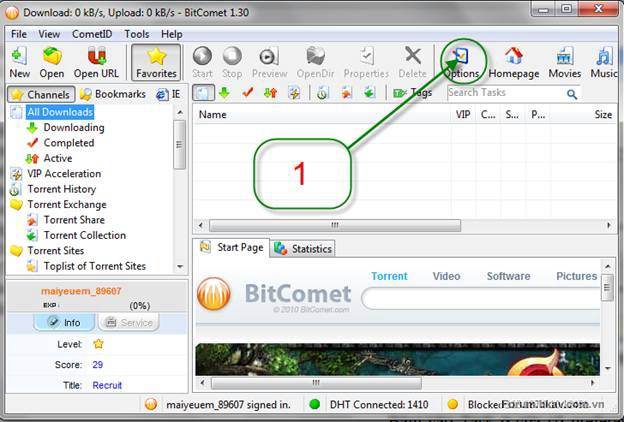 Download: 0 kB/s, Upload: 0 kB/s - BitComet 1.30
File View CometID Tools Help
New Open Open URL Favorites Start Stop Preview OpenDir Properties Delete Options Homepage Movies Music
Channels Bookmarks IE
Tags Search Tasks
All Downloads
Downloading
Completed
Active
VIP Acceleration
Torrent History
Torrent Exchange
Torrent Share
Torrent Collection
Torrent Sites
Toplist of Torrent Sites
Name VIP C... S... P... Size
1
Start Page Statistics
Torrent Video Software Pictures
BitComet
© 2010 BitComet.com
maiyeuem_89607
EXP↓ (0%)
Info Service
Level:
Score: 29
Title: Recruit
maiyeuem_89607 signed in. DHT Connected: 1410 Blocked
Forum.bkav.com